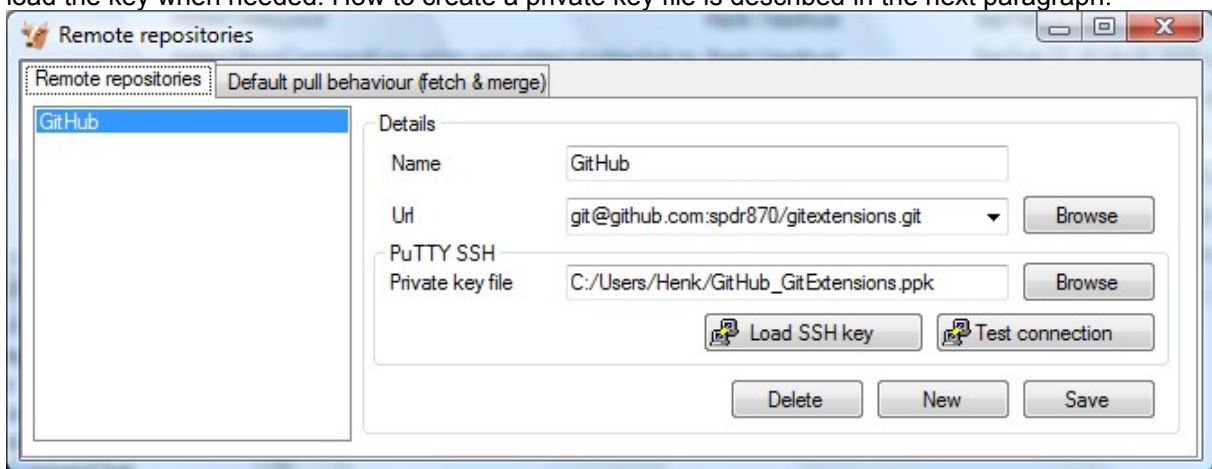 load the key when needed. How to create a private key file is described in the next paragraph.
Remote repositories
Remote repositories Default pull behaviour (fetch & merge)
GitHub
Details
Name GitHub
Url git@github.com:spdr870/gitextensions.git Browse
PuTTY SSH
Private key file C:/Users/Henk/GitHub_GitExtensions.ppk Browse
Load SSH key Test connection
Delete New Save